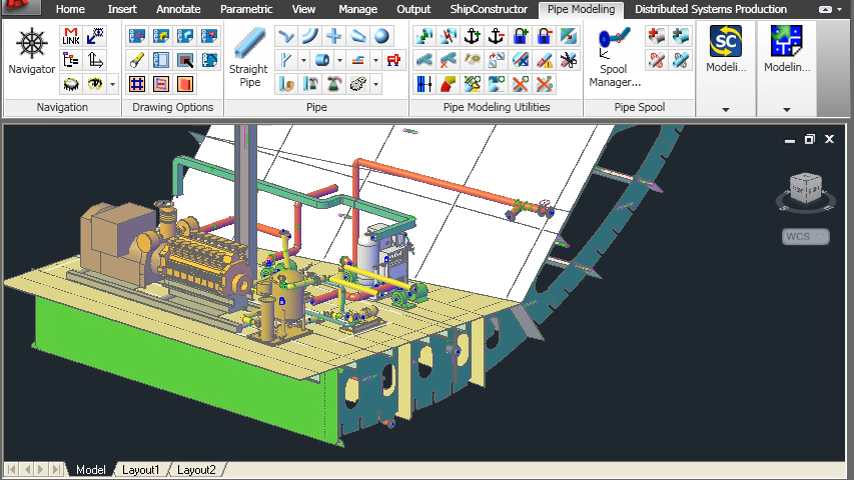 Home Insert Annotate Parametric View Manage Output ShipConstructor Pipe Modeling Distributed Systems Production
M
LINK
SC
Navigator
Straight
Pipe
Spool
Manager...
Modeli...
Modelin...
Navigation
Drawing Options
Pipe
Pipe Modeling Utilities
Pipe Spool
WCS
Model Layout1 Layout2